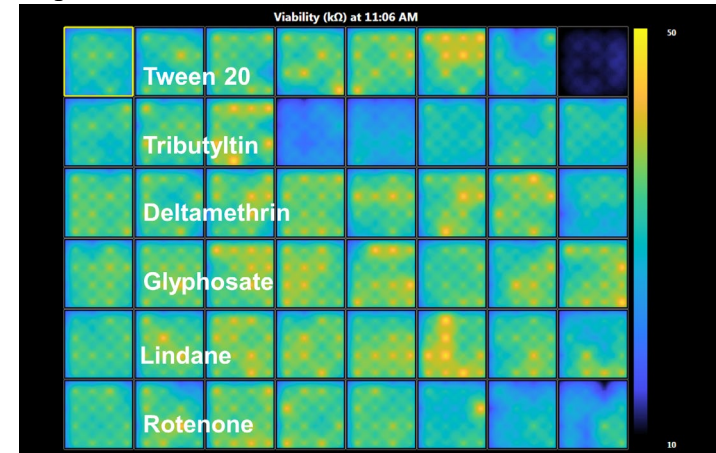 Viability (kΩ) at 11:06 AM
50
Tween 20
Tributyltin
Deltamethrin
Glyphosate
Lindane
Rotenone
10